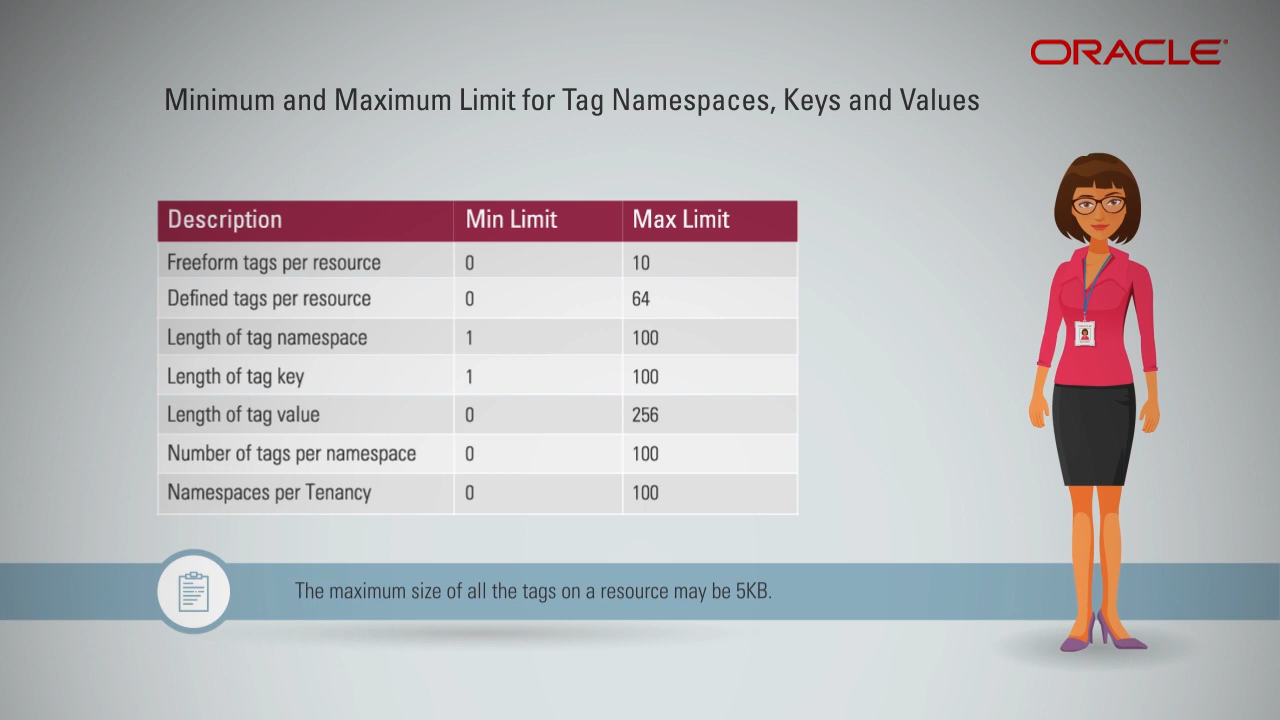 ORACLE
Minimum and Maximum Limit for Tag Namespaces, Keys and Values
Description Min Limit Max Limit
Freeform tags per resource 0 10
Defined tags per resource 0 64
Length of tag namespace 1 100
Length of tag key 1 100
Length of tag value 0 256
Number of tags per namespace 0 100
Namespaces per Tenancy 0 100
The maximum size of all the tags on a resource may be 5KB.